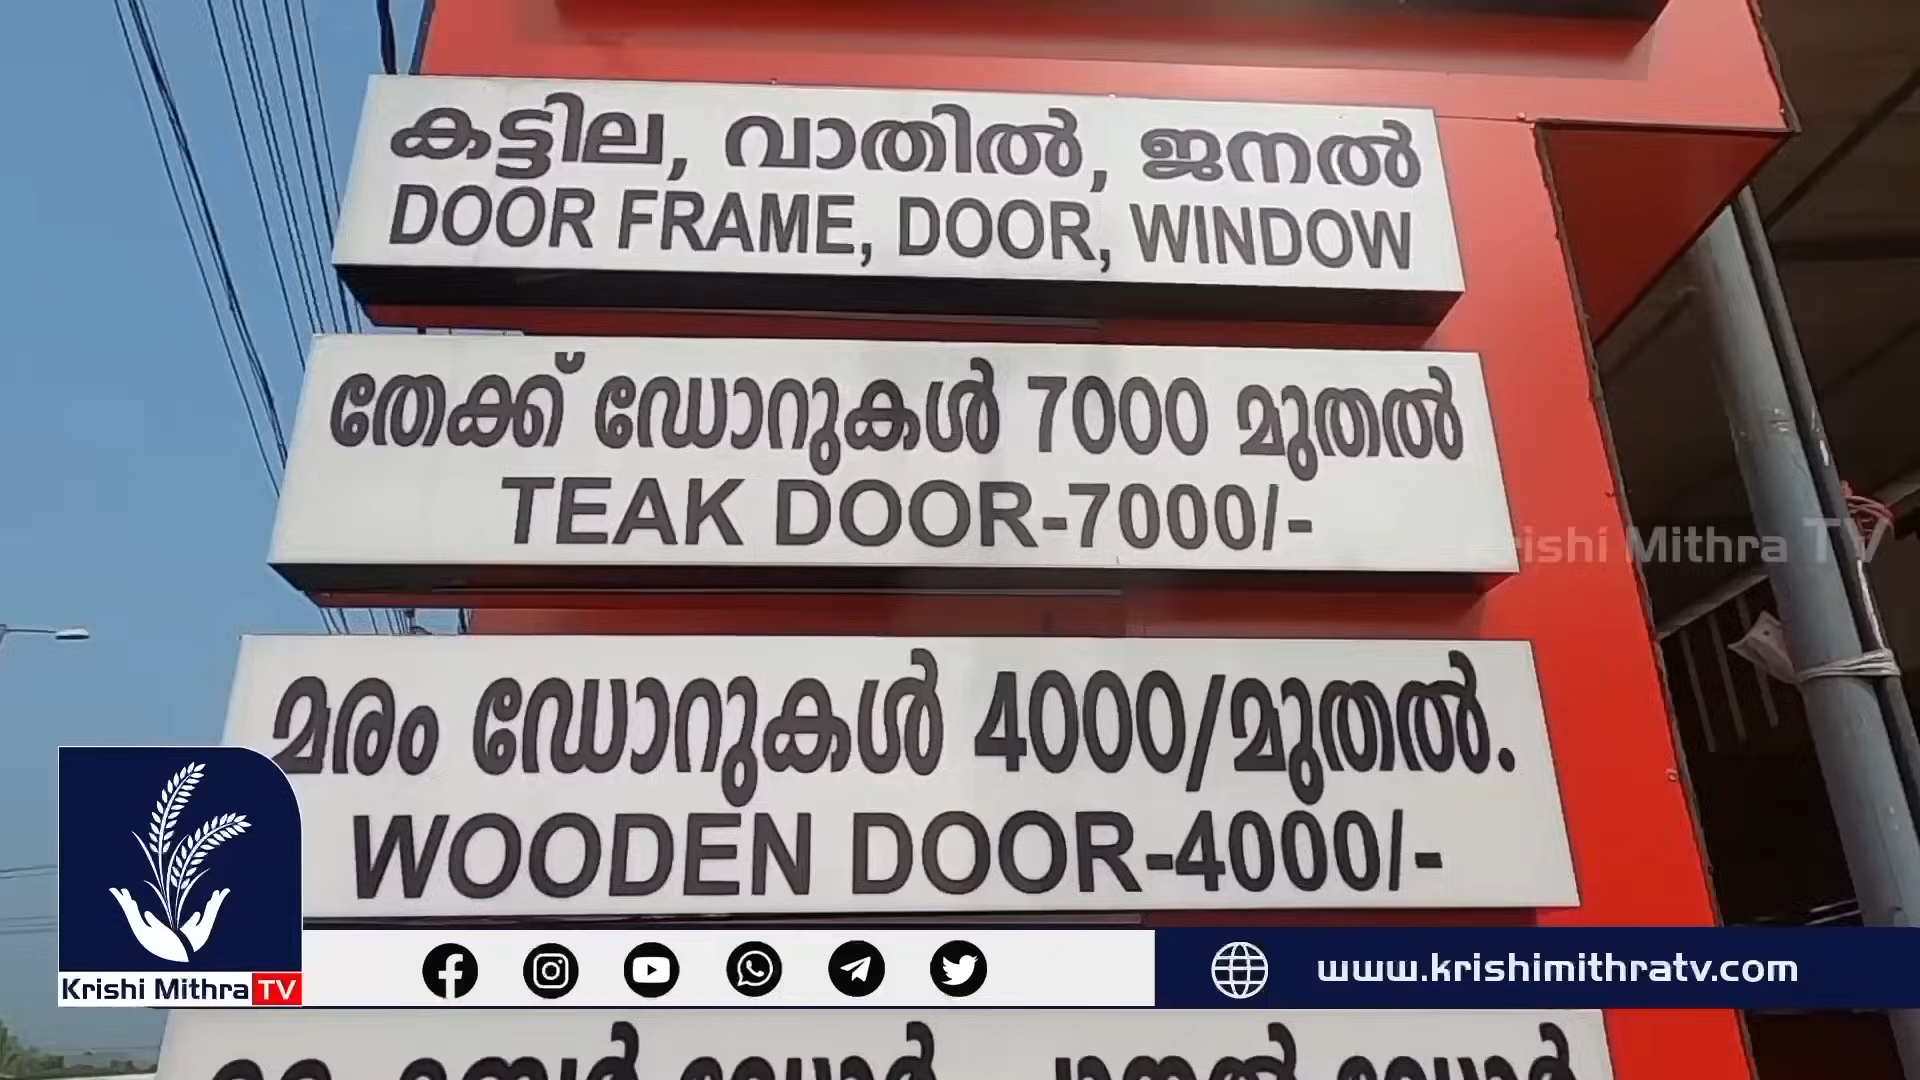 കട്ടില, വാതിൽ, ജനൽ
DOOR FRAME, DOOR, WINDOW
തേക്ക് ഡോറുകൾ 7000 മുതൽ
TEAK DOOR-7000/-
Krishi Mithra TV
മരം ഡോറുകൾ 4000/മുതൽ.
WOODEN DOOR-4000/-
Krishi Mithra TV
www.krishimithratv.com